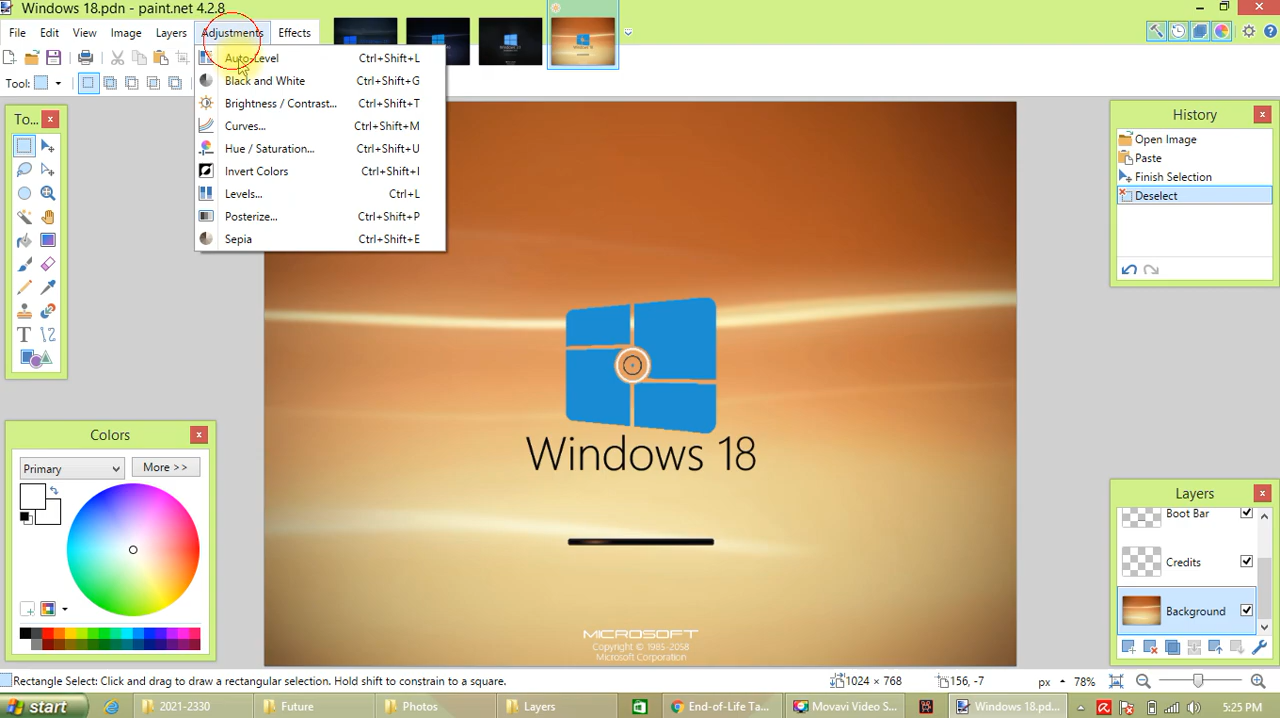 Windows 18.pdn - paint.net 4.2.8
File Edit View Image Layers Adjustments Effects
Tool:
Auto-Level Ctrl+Shift+L
Black and White Ctrl+Shift+G
Brightness / Contrast... Ctrl+Shift+T
Curves... Ctrl+Shift+M
Hue / Saturation... Ctrl+Shift+U
Invert Colors Ctrl+Shift+I
Levels... Ctrl+L
Posterize... Ctrl+Shift+P
Sepia Ctrl+Shift+E
To...
History
Open Image
Paste
Finish Selection
Deselect
Windows 18
MICROSOFT
Copyright © 1985-2058
Microsoft Corporation
Colors
Primary
More >>
Layers
Boot Bar
Credits
Background
Rectangle Select: Click and drag to draw a rectangular selection. Hold shift to constrain to a square.
1024 × 768
156, -7
px
78%
start
2021-2330
Future
Photos
Layers
End-of-Life Ta...
Movavi Video S...
Windows 18.pd...
5:25 PM